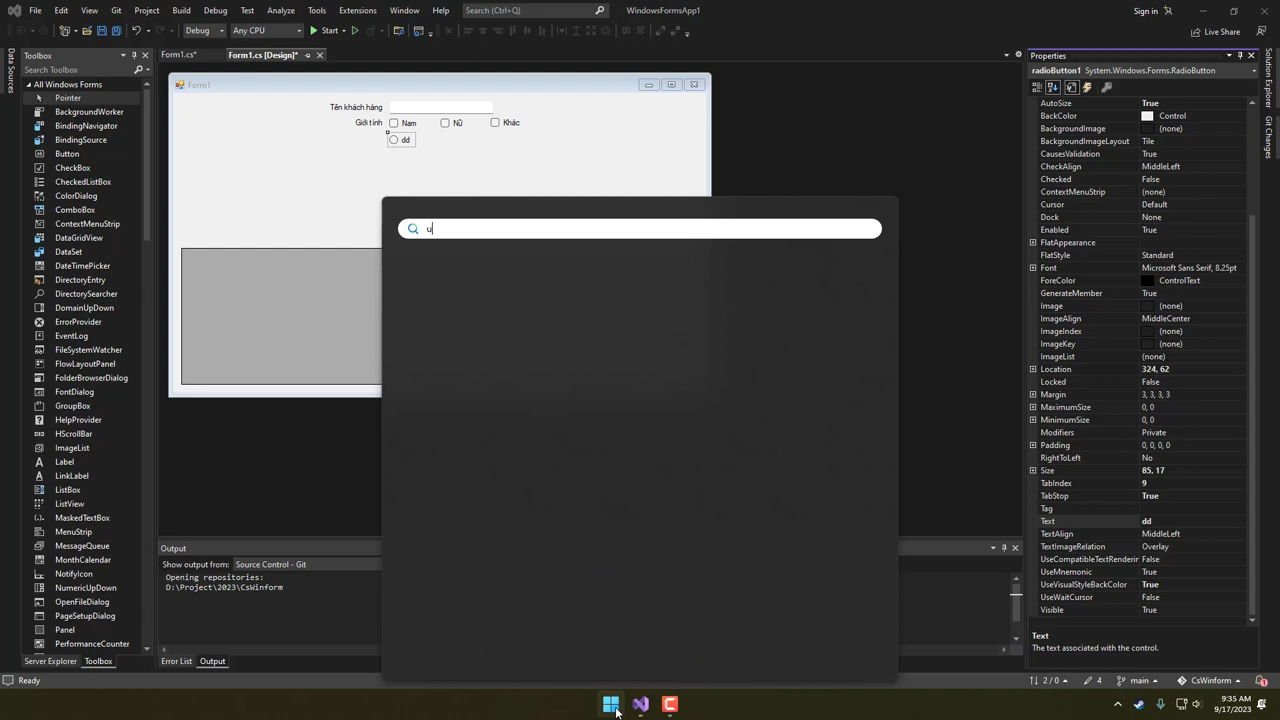 File Edit View Git Project Build Debug Test Analyze Tools Extensions Window Help Search (Ctrl+Q) WindowsFormsApp1 Sign in
Debug Any CPU Start Live Share
Data Sources
Toolbox
Search Toolbox
All Windows Forms
Pointer
BackgroundWorker
BindingNavigator
BindingSource
Button
CheckBox
CheckedListBox
ColorDialog
ComboBox
ContextMenuStrip
DataGridView
DataSet
DateTimePicker
DirectoryEntry
DirectorySearcher
DomainUpDown
ErrorProvider
EventLog
FileSystemWatcher
FlowLayoutPanel
FolderBrowserDialog
FontDialog
GroupBox
HelpProvider
HScrollBar
ImageList
Label
LinkLabel
ListBox
ListView
MaskedTextBox
MenuStrip
MessageQueue
MonthCalendar
NotifyIcon
NumericUpDown
OpenFileDialog
PageSetupDialog
Panel
PerformanceCounter
Server Explorer Toolbox
Form1.cs* Form1.cs [Design]*
Form1
Tên khách hàng
Giới tính Nam Nữ Khác
dd
u
Output
Show output from: Source Control - Git
Opening repositories:
D:\Project\2023\CsWinform
Error List Output
Properties
radioButton1 System.Windows.Forms.RadioButton
AutoSize True
BackColor Control
BackgroundImage (none)
BackgroundImageLayout Tile
CausesValidation True
CheckAlign MiddleLeft
Checked False
ContextMenuStrip (none)
Cursor Default
Dock None
Enabled True
FlatAppearance
FlatStyle Standard
Font Microsoft Sans Serif, 8.25pt
ForeColor ControlText
GenerateMember True
Image (none)
ImageAlign MiddleCenter
ImageIndex (none)
ImageKey (none)
ImageList (none)
Location 324, 62
Locked False
Margin 3, 3, 3, 3
MaximumSize 0, 0
MinimumSize 0, 0
Modifiers Private
Padding 0, 0, 0, 0
RightToLeft No
Size 85, 17
TabIndex 9
TabStop True
Tag
Text dd
TextAlign MiddleLeft
TextImageRelation Overlay
UseCompatibleTextRenderin
UseMnemonic True
UseVisualStyleBackColor True
UseWaitCursor False
Visible True
Text
The text associated with the control.
Solution Explorer
Git Changes
Ready 2 / 0 4 main CsWinform 1
9:35 AM
9/17/2023